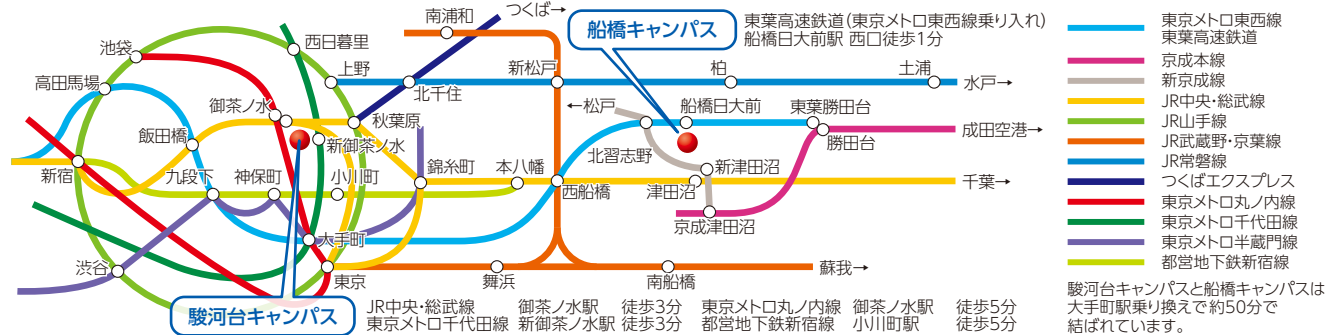 つくば→
南浦和
船橋キャンパス
東葉高速鉄道(東京メトロ東西線乗り入れ)
船橋日大前駅 西口徒歩1分
池袋
西日暮里
高田馬場
上野
北千住
新松戸
柏
土浦
水戸→
御茶ノ水
秋葉原
←松戸
船橋日大前
東葉勝田台
成田空港→
飯田橋
新御茶ノ水
北習志野
勝田台
新宿
九段下
神保町
小川町
錦糸町
本八幡
西船橋
新津田沼
津田沼
千葉→
京成津田沼
大手町
渋谷
東京
舞浜
南船橋
蘇我→
駿河台キャンパス
JR中央・総武線 御茶ノ水駅 徒歩3分 東京メトロ丸ノ内線 御茶ノ水駅 徒歩5分
東京メトロ千代田線 新御茶ノ水駅 徒歩3分 都営地下鉄新宿線 小川町駅 徒歩5分
東京メトロ東西線
東葉高速鉄道
京成本線
新京成線
JR中央・総武線
JR山手線
JR武蔵野・京葉線
JR常磐線
つくばエクスプレス
東京メトロ丸ノ内線
東京メトロ千代田線
東京メトロ半蔵門線
都営地下鉄新宿線
駿河台キャンパスと船橋キャンパスは
大手町駅乗り換えで約50分で
結ばれています。